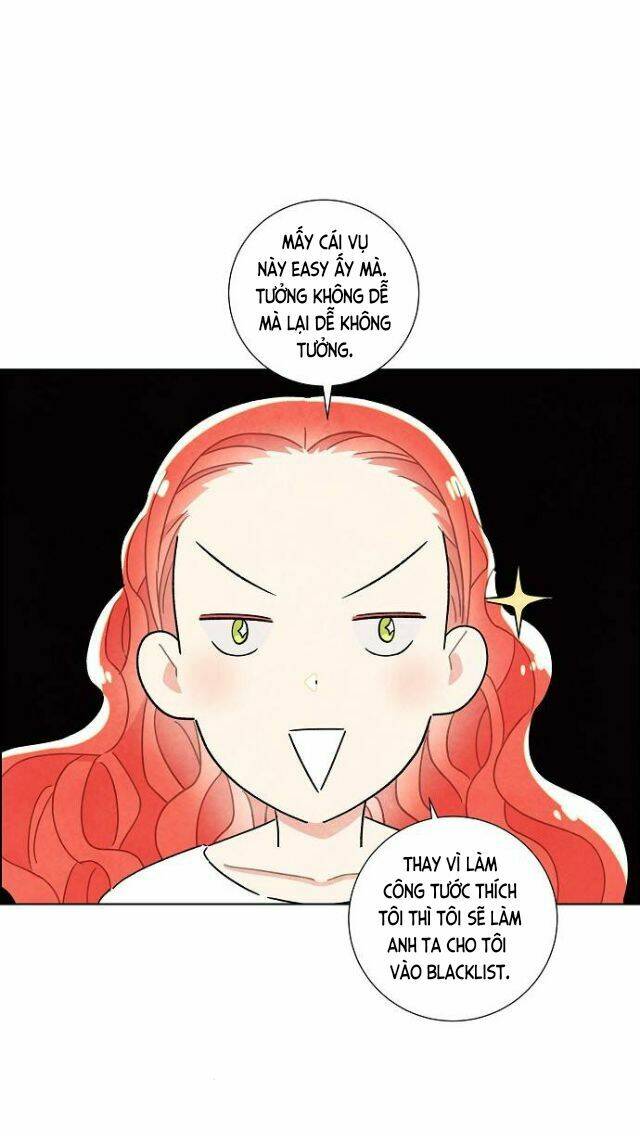 MẤY CÁI VỤ
NÀY EASY ẤY MÀ.
TƯỞNG KHÔNG DỄ
MÀ LẠI DỄ KHÔNG
TƯỞNG.
THAY VÌ LÀM
CÔNG TƯỚC THÍCH
TÔI THÌ TÔI SẼ LÀM
ANH TA CHO TÔI
VÀO BLACKLIST.